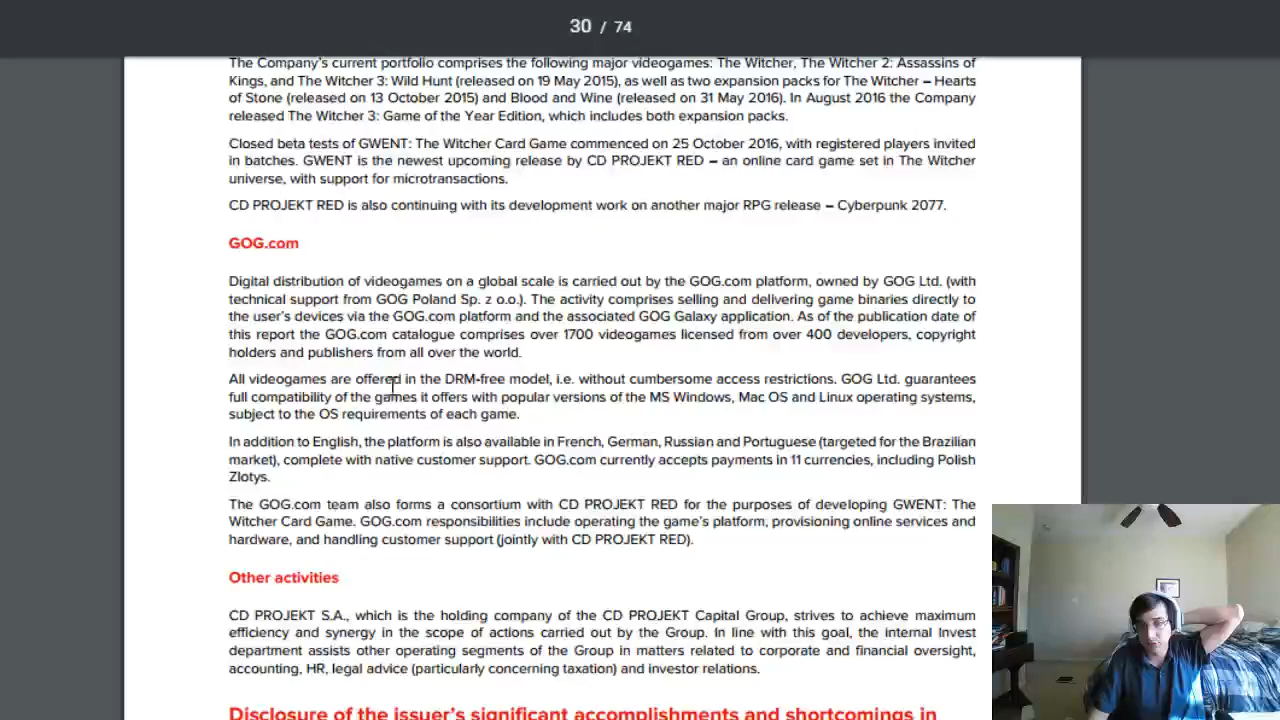 30 / 74
The Company's current portfolio comprises the following major videogames: The Witcher, The Witcher 2: Assassins of
Kings, and The Witcher 3: Wild Hunt (released on 19 May 2015), as well as two expansion packs for The Witcher – Hearts
of Stone (released on 13 October 2015) and Blood and Wine (released on 31 May 2016). In August 2016 the Company
released The Witcher 3: Game of the Year Edition, which includes both expansion packs.
Closed beta tests of GWENT: The Witcher Card Game commenced on 25 October 2016, with registered players invited
in batches. GWENT is the newest upcoming release by CD PROJEKT RED – an online card game set in The Witcher
universe, with support for microtransactions.
CD PROJEKT RED is also continuing with its development work on another major RPG release – Cyberpunk 2077.
GOG.com
Digital distribution of videogames on a global scale is carried out by the GOG.com platform, owned by GOG Ltd. (with
technical support from GOG Poland Sp. z o.o.). The activity comprises selling and delivering game binaries directly to
the user's devices via the GOG.com platform and the associated GOG Galaxy application. As of the publication date of
this report the GOG.com catalogue comprises over 1700 videogames licensed from over 400 developers, copyright
holders and publishers from all over the world.
All videogames are offered in the DRM-free model, i.e. without cumbersome access restrictions. GOG Ltd. guarantees
full compatibility of the games it offers with popular versions of the MS Windows, Mac OS and Linux operating systems,
subject to the OS requirements of each game.
In addition to English, the platform is also available in French, German, Russian and Portuguese (targeted for the Brazilian
market), complete with native customer support. GOG.com currently accepts payments in 11 currencies, including Polish
Zlotys.
The GOG.com team also forms a consortium with CD PROJEKT RED for the purposes of developing GWENT: The
Witcher Card Game. GOG.com responsibilities include operating the game's platform, provisioning online services and
hardware, and handling customer support (jointly with CD PROJEKT RED).
Other activities
CD PROJEKT S.A., which is the holding company of the CD PROJEKT Capital Group, strives to achieve maximum
efficiency and synergy in the scope of actions carried out by the Group. In line with this goal, the internal Invest
department assists other operating segments of the Group in matters related to corporate and financial oversight,
accounting, HR, legal advice (particularly concerning taxation) and investor relations.
Disclosure of the issuer's significant accomplishments and shortcomings in